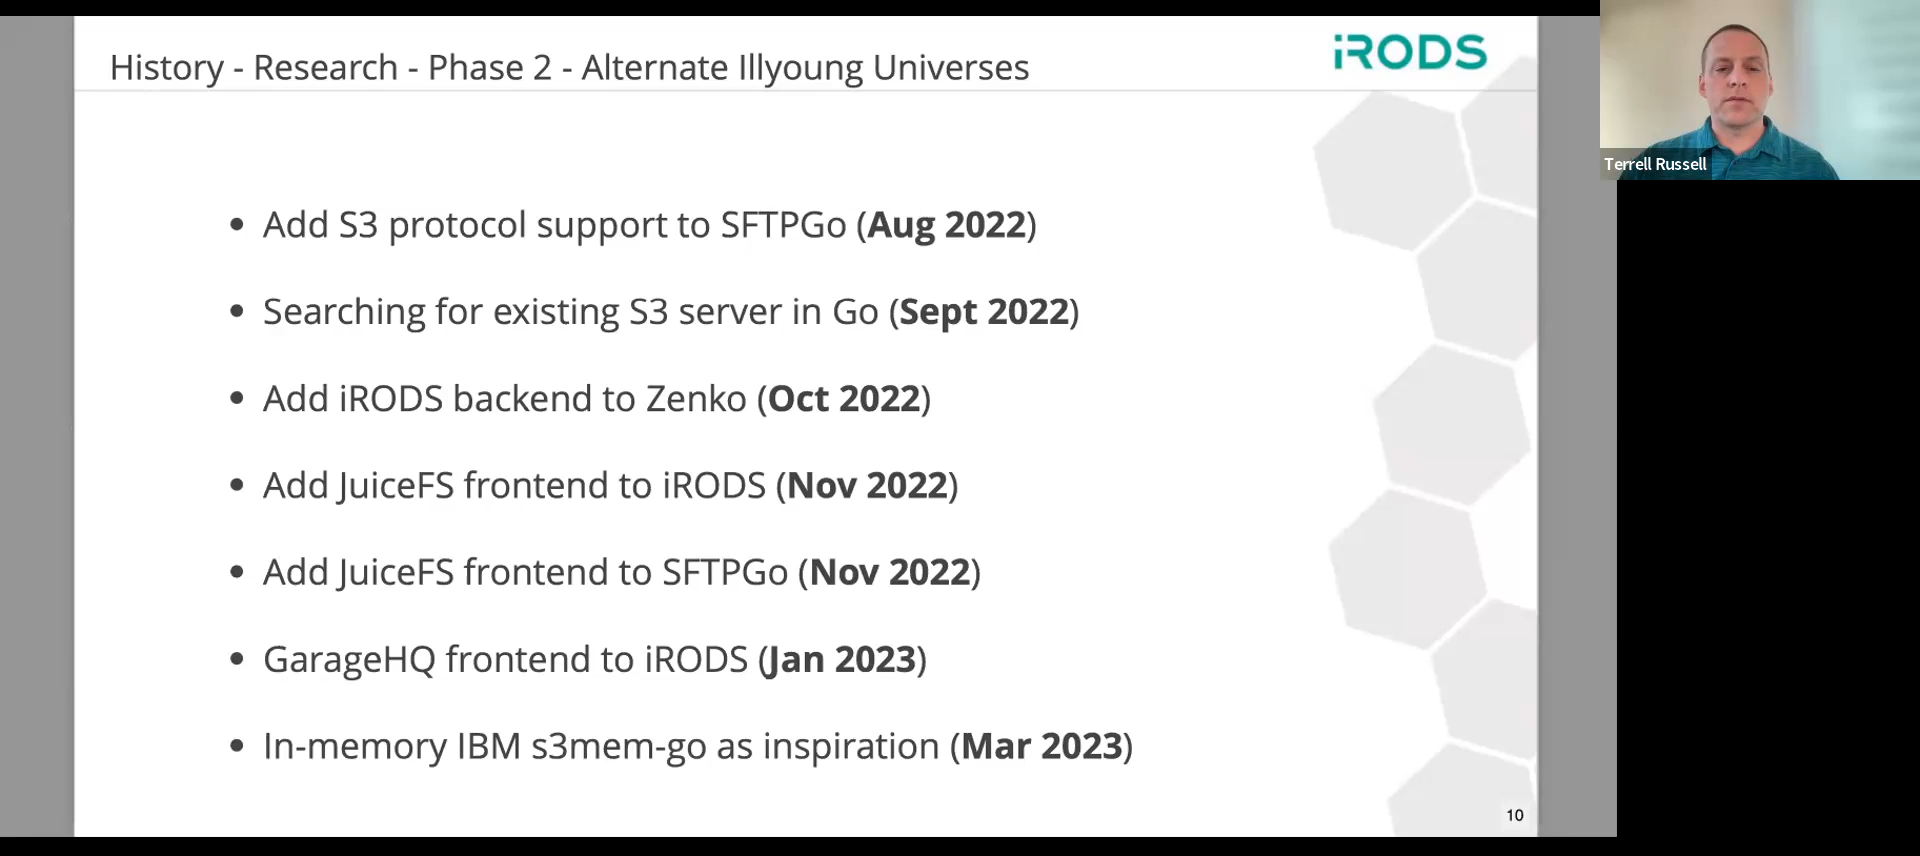 History - Research - Phase 2 - Alternate Illyoung Universes
iRODS
Terrell Russell
• Add S3 protocol support to SFTPGo (Aug 2022)
• Searching for existing S3 server in Go (Sept 2022)
• Add iRODS backend to Zenko (Oct 2022)
• Add JuiceFS frontend to iRODS (Nov 2022)
• Add JuiceFS frontend to SFTPGo (Nov 2022)
• GarageHQ frontend to iRODS (Jan 2023)
• In-memory IBM s3mem-go as inspiration (Mar 2023)
10